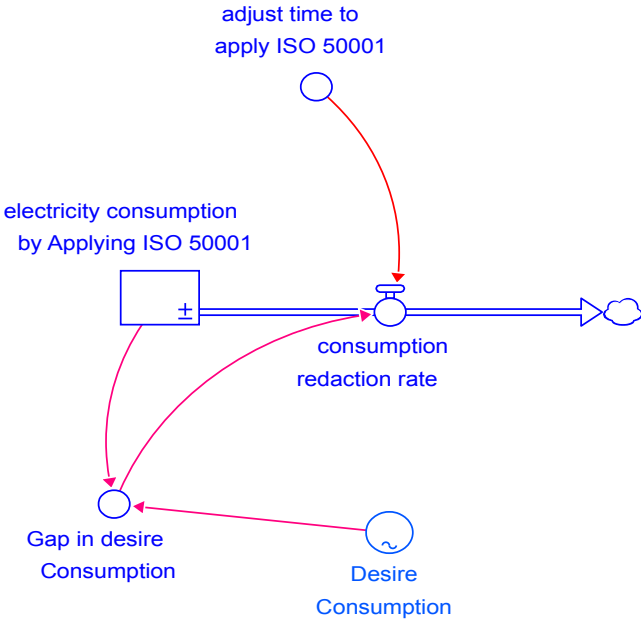 adjust time to
apply ISO 50001
electricity consumption
by Applying ISO 50001
±
consumption
redaction rate
Gap in desire
Consumption
~
Desire
Consumption